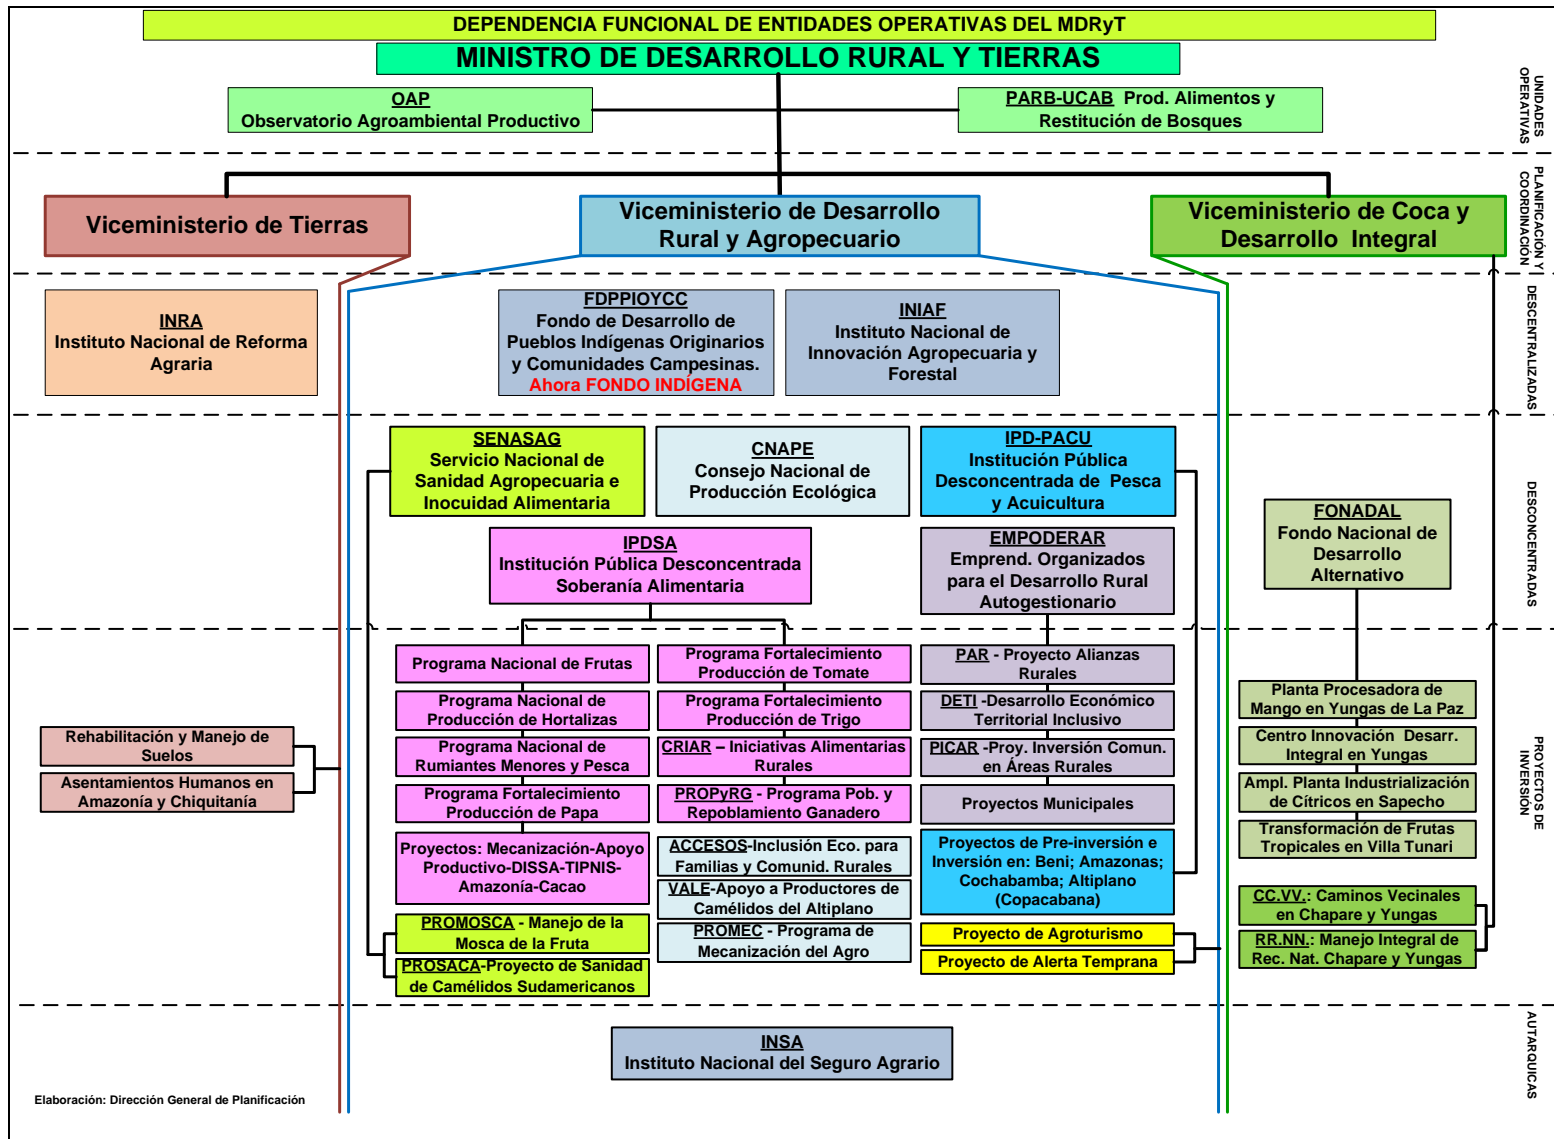 DEPENDENCIA FUNCIONAL DE ENTIDADES OPERATIVAS DEL MDRyT
MINISTRO DE DESARROLLO RURAL Y TIERRAS
OAP
Observatorio Agroambiental Productivo
PARB-UCAB Prod. Alimentos y
Restitución de Bosques
UNIDADES
OPERATIVAS
Viceministerio de Tierras
Viceministerio de Desarrollo
Rural y Agropecuario
Viceministerio de Coca y
Desarrollo Integral
PLANIFICACIÓN Y
COORDINACIÓN
INRA
Instituto Nacional de Reforma
Agraria
FDPPIOYCC
Fondo de Desarrollo de
Pueblos Indígenas Originarios
y Comunidades Campesinas.
Ahora FONDO INDÍGENA
INIAF
Instituto Nacional de
Innovación Agropecuaria y
Forestal
DESCENTRALIZADAS
SENASAG
Servicio Nacional de
Sanidad Agropecuaria e
Inocuidad Alimentaria
CNAPE
Consejo Nacional de
Producción Ecológica
IPD-PACU
Institución Pública
Desconcentrada de Pesca
y Acuicultura
IPDSA
Institución Pública Desconcentrada
Soberanía Alimentaria
EMPODERAR
Emprend. Organizados
para el Desarrollo Rural
Autogestionario
FONADAL
Fondo Nacional de
Desarrollo
Alternativo
DESCONCENTRADAS
Rehabilitación y Manejo de
Suelos
Asentamientos Humanos en
Amazonía y Chiquitanía
Programa Nacional de Frutas
Programa Nacional de
Producción de Hortalizas
Programa Nacional de
Rumiantes Menores y Pesca
Programa Fortalecimiento
Producción de Papa
Proyectos: Mecanización-Apoyo
Productivo-DISSA-TIPNIS-
Amazonía-Cacao
PROMOSCA - Manejo de la
Mosca de la Fruta
PROSACA-Proyecto de Sanidad
de Camélidos Sudamericanos
Programa Fortalecimiento
Producción de Tomate
Programa Fortalecimiento
Producción de Trigo
CRIAR – Iniciativas Alimentarias
Rurales
PROPyRG - Programa Pob. y
Repoblamiento Ganadero
ACCESOS-Inclusión Eco. para
Familias y Comunid. Rurales
VALE-Apoyo a Productores de
Camélidos del Altiplano
PROMEC - Programa de
Mecanización del Agro
PAR - Proyecto Alianzas
Rurales
DETI -Desarrollo Económico
Territorial Inclusivo
PICAR -Proy. Inversión Comun.
en Áreas Rurales
Proyectos Municipales
Proyectos de Pre-inversión e
Inversión en: Beni; Amazonas;
Cochabamba; Altiplano
(Copacabana)
Proyecto de Agroturismo
Proyecto de Alerta Temprana
Planta Procesadora de
Mango en Yungas de La Paz
Centro Innovación Desarr.
Integral en Yungas
Ampl. Planta Industrialización
de Cítricos en Sapecho
Transformación de Frutas
Tropicales en Villa Tunari
CC.VV.: Caminos Vecinales
en Chapare y Yungas
RR.NN.: Manejo Integral de
Rec. Nat. Chapare y Yungas
PROYECTOS DE
INVERSIÓN
INSA
Instituto Nacional del Seguro Agrario
AUTARQUICAS
Elaboración: Dirección General de Planificación